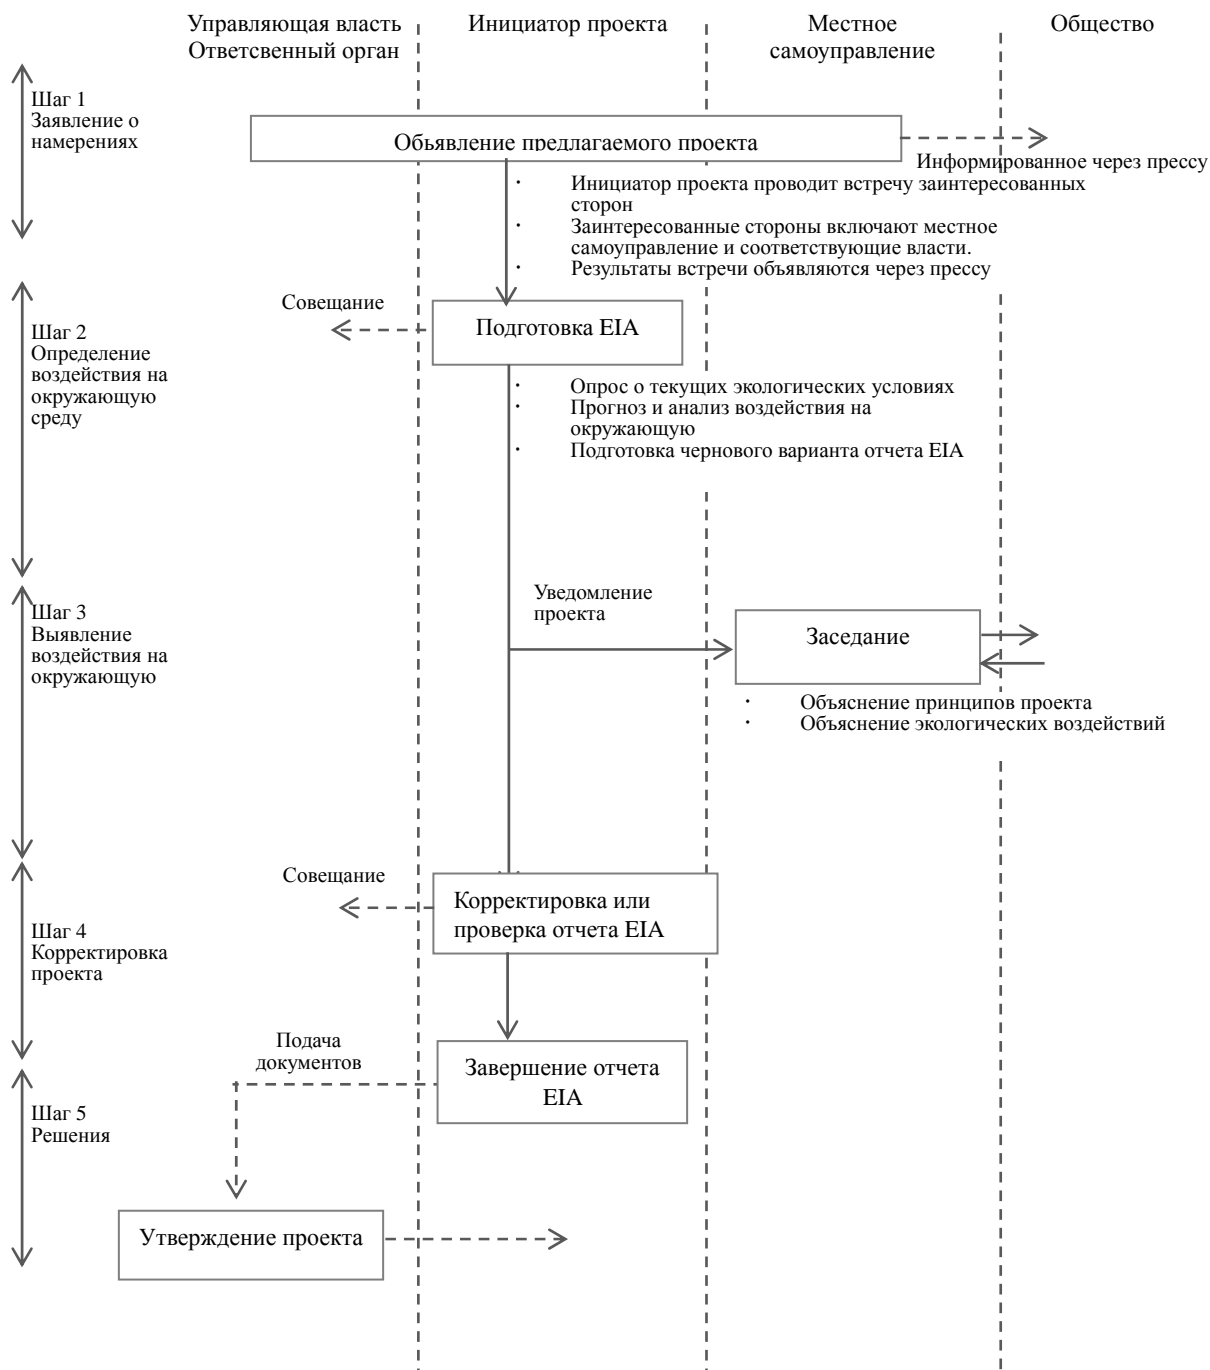 Управляющая власть
Ответсвенный орган
Инициатор проекта
Местное
самоуправление
Общество
Шаг 1
Заявление о
намерениях
Обьявление предлагаемого проекта
Информированное через прессу
· Инициатор проекта проводит встречу заинтересованных
сторон
· Заинтересованные стороны включают местное
самоуправление и соответствующие власти.
· Результаты встречи объявляются через прессу
Шаг 2
Определение
воздействия на
окружающую
среду
Совещание
Подготовка EIA
· Опрос о текущих экологических условиях
· Прогноз и анализ воздействия на
окружающую
· Подготовка чернового варианта отчета EIA
Шаг 3
Выявление
воздействия на
окружающую
Уведомление
проекта
Заседание
· Объяснение принципов проекта
· Объяснение экологических воздействий
Шаг 4
Корректировка
проекта
Совещание
Корректировка или
проверка отчета EIA
Подача
документов
Завершение отчета
EIA
Шаг 5
Решения
Утверждение проекта